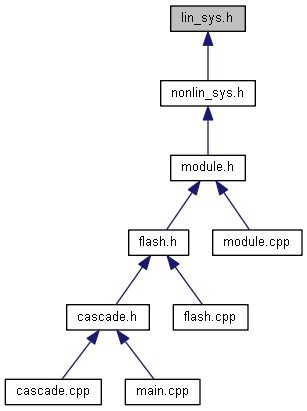 lin_sys.h
nonlin_sys.h
module.h
flash.h
module.cpp
cascade.h
flash.cpp
cascade.cpp
main.cpp